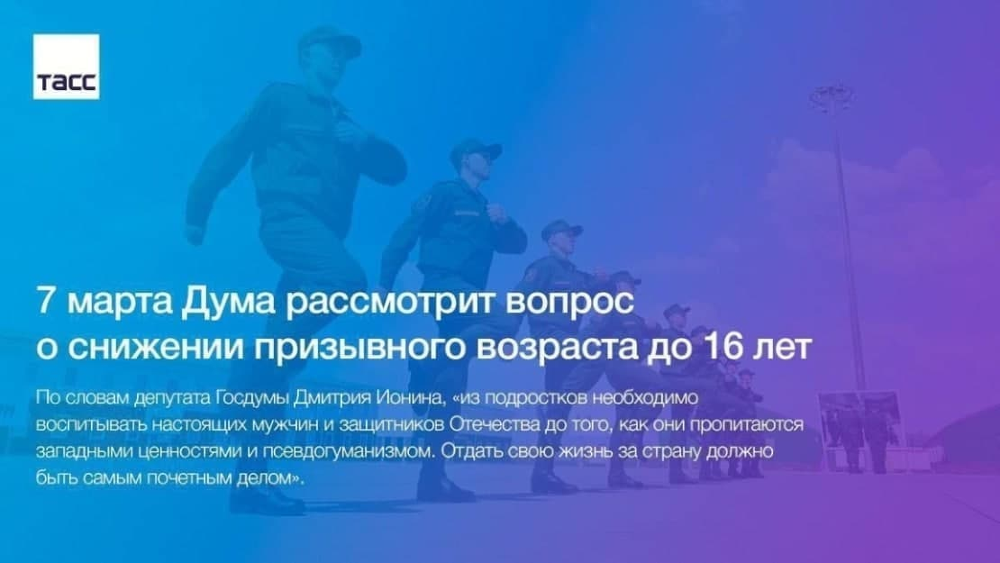 тасс
7 марта Дума рассмотрит вопрос
о снижении призывного возраста до 16 лет
По словам депутата Госдумы Дмитрия Ионина, «из подростков необходимо
воспитывать настоящих мужчин и защитников Отечества до того, как они пропитаются
западными ценностями и псевдогуманизмом. Отдать свою жизнь за страну должно
быть самым почетным делом».